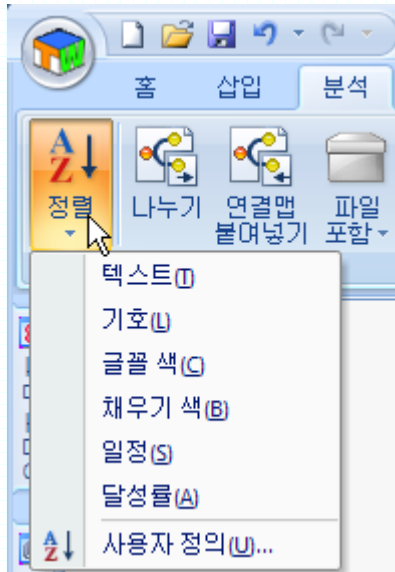 홈 삽입 분석
정렬 나누기 연결맵 붙여넣기 파일 포함
텍스트(T)
기호(L)
글꼴 색(C)
채우기 색(B)
일정(S)
달성률(A)
사용자 정의(U)...